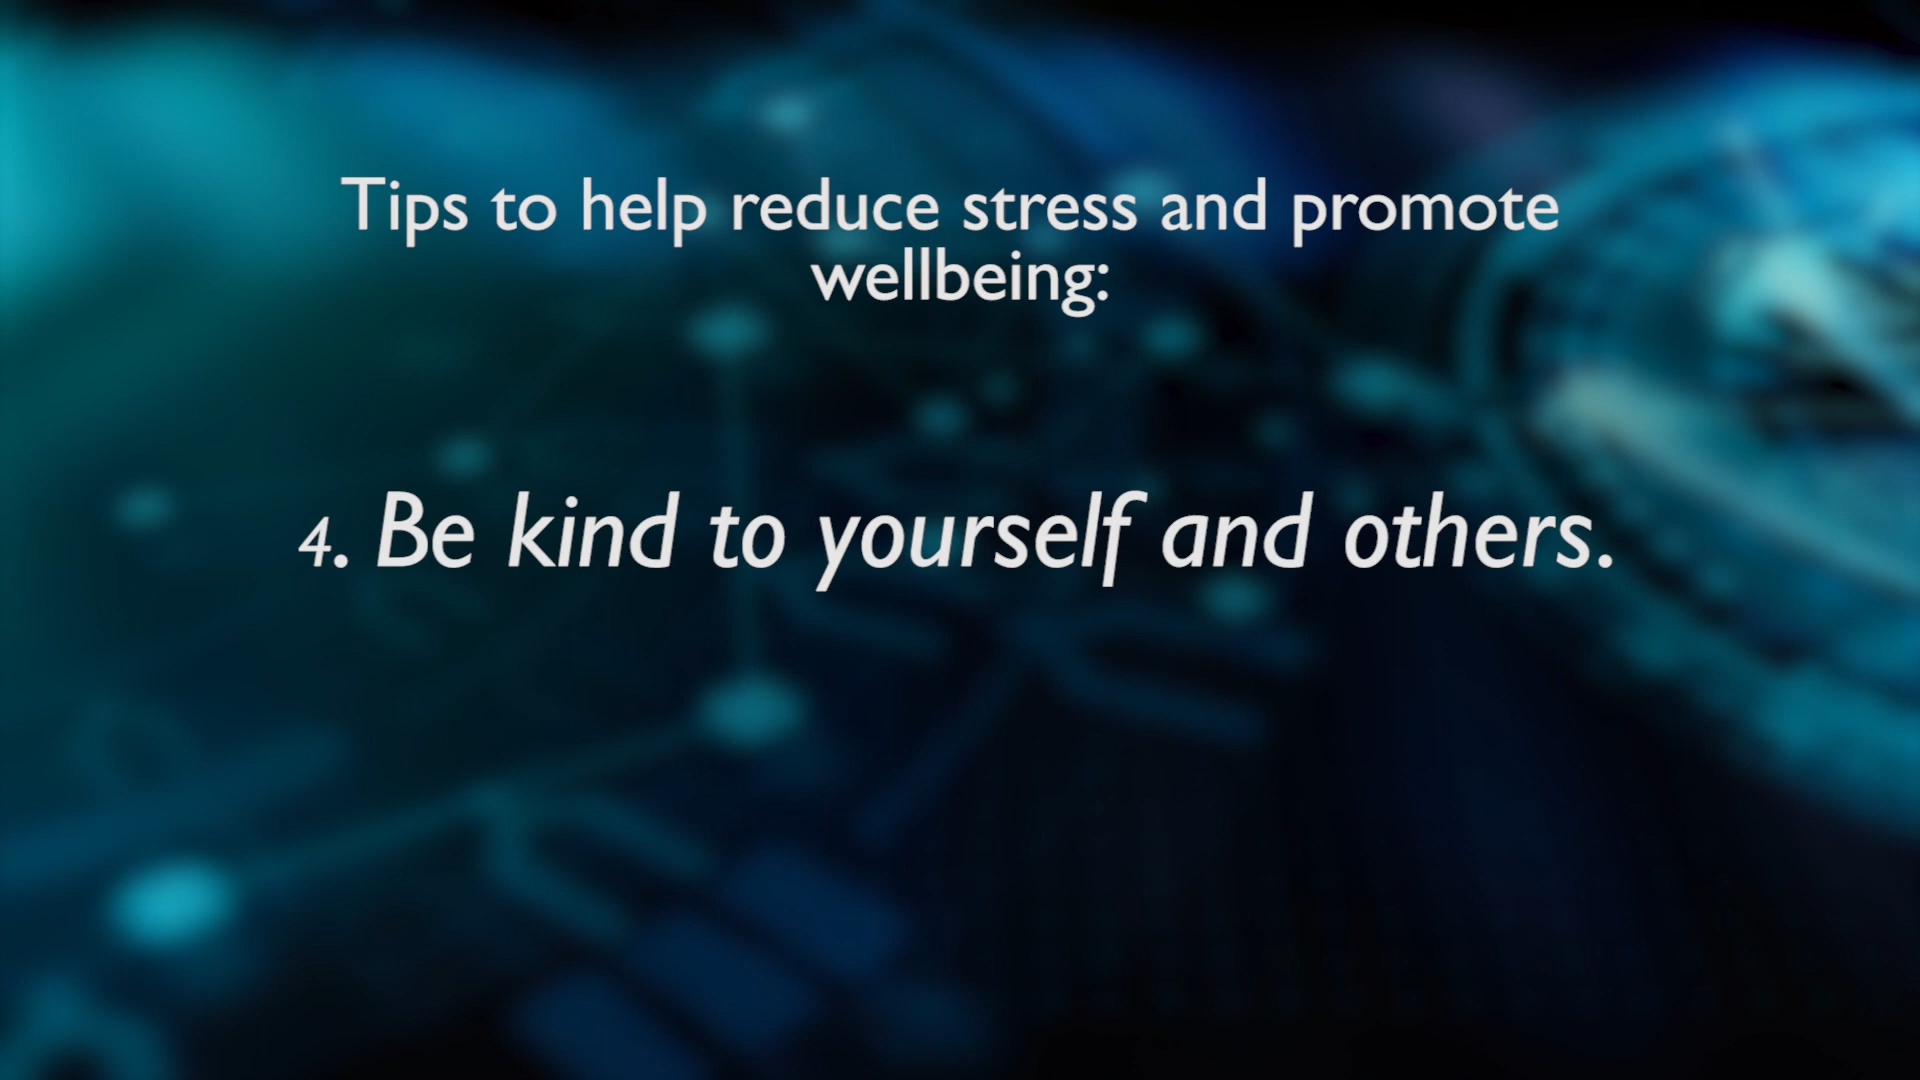 Tips to help reduce stress and promote
wellbeing:
4. Be kind to yourself and others.